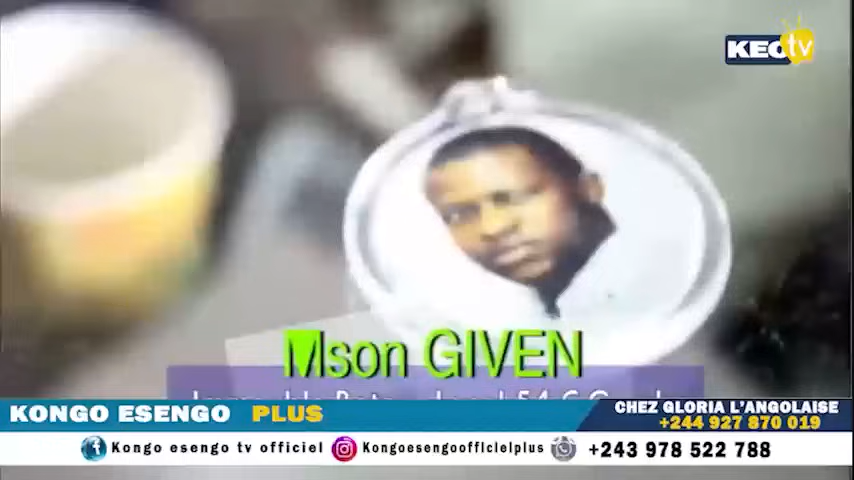 KEOtv
Mson GIVEN
KONGO ESENGO PLUS
CHEZ GLORIA L'ANGOLAISE
+244 927 870 019
Kongo esengo tv officiel
Kongoesengoofficielplus
+243 978 522 788